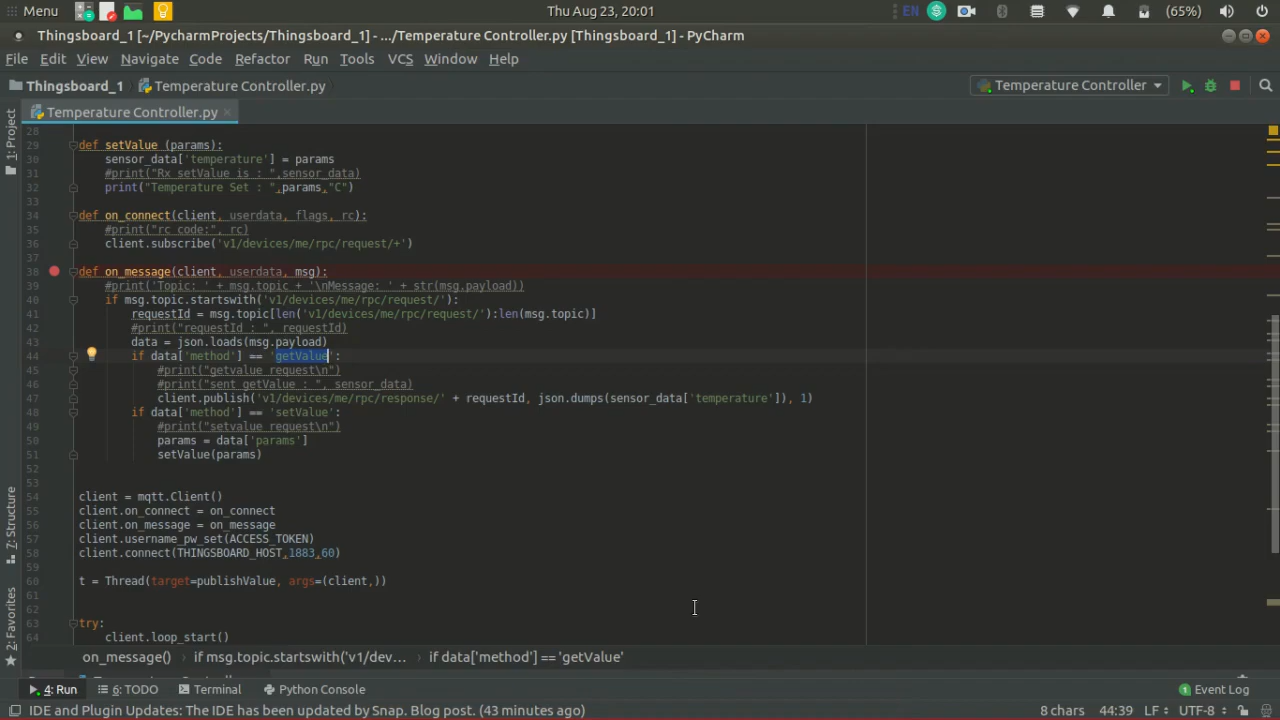 Menu
Thu Aug 23, 20:01
EN
(65%)
Thingsboard_1 [~/PycharmProjects/Thingsboard_1] - .../Temperature Controller.py [Thingsboard_1] - PyCharm
File Edit View Navigate Code Refactor Run Tools VCS Window Help
Thingsboard_1 Temperature Controller.py
Temperature Controller
Temperature Controller.py
1: Project
7: Structure
2: Favorites
28
29 def setValue (params):
30 sensor_data['temperature'] = params
31 #print("Rx setValue is : ",sensor_data)
32 print("Temperature Set : ",params,"C")
33
34 def on_connect(client, userdata, flags, rc):
35 #print("rc code:", rc)
36 client.subscribe('v1/devices/me/rpc/request/+')
37
38 def on_message(client, userdata, msg):
39 #print('Topic: ' + msg.topic + '\nMessage: ' + str(msg.payload))
40 if msg.topic.startswith('v1/devices/me/rpc/request/'):
41 requestId = msg.topic[len('v1/devices/me/rpc/request/'):len(msg.topic)]
42 #print("requestId : ", requestId)
43 data = json.loads(msg.payload)
44 if data['method'] == 'getValue':
45 #print("getvalue request\n")
46 #print("sent getValue : ", sensor_data)
47 client.publish('v1/devices/me/rpc/response/' + requestId, json.dumps(sensor_data['temperature']), 1)
48 if data['method'] == 'setValue':
49 #print("setvalue request\n")
50 params = data['params']
51 setValue(params)
52
53
54 client = mqtt.Client()
55 client.on_connect = on_connect
56 client.on_message = on_message
57 client.username_pw_set(ACCESS_TOKEN)
58 client.connect(THINGSBOARD_HOST,1883,60)
59
60 t = Thread(target=publishValue, args=(client,))
61
62
63 try:
64 client.loop_start()
on_message() if msg.topic.startswith('v1/dev... if data['method'] == 'getValue'
4: Run 6: TODO Terminal Python Console
1 Event Log
IDE and Plugin Updates: The IDE has been updated by Snap. Blog post. (43 minutes ago)
8 chars 44:39 LF UTF-8